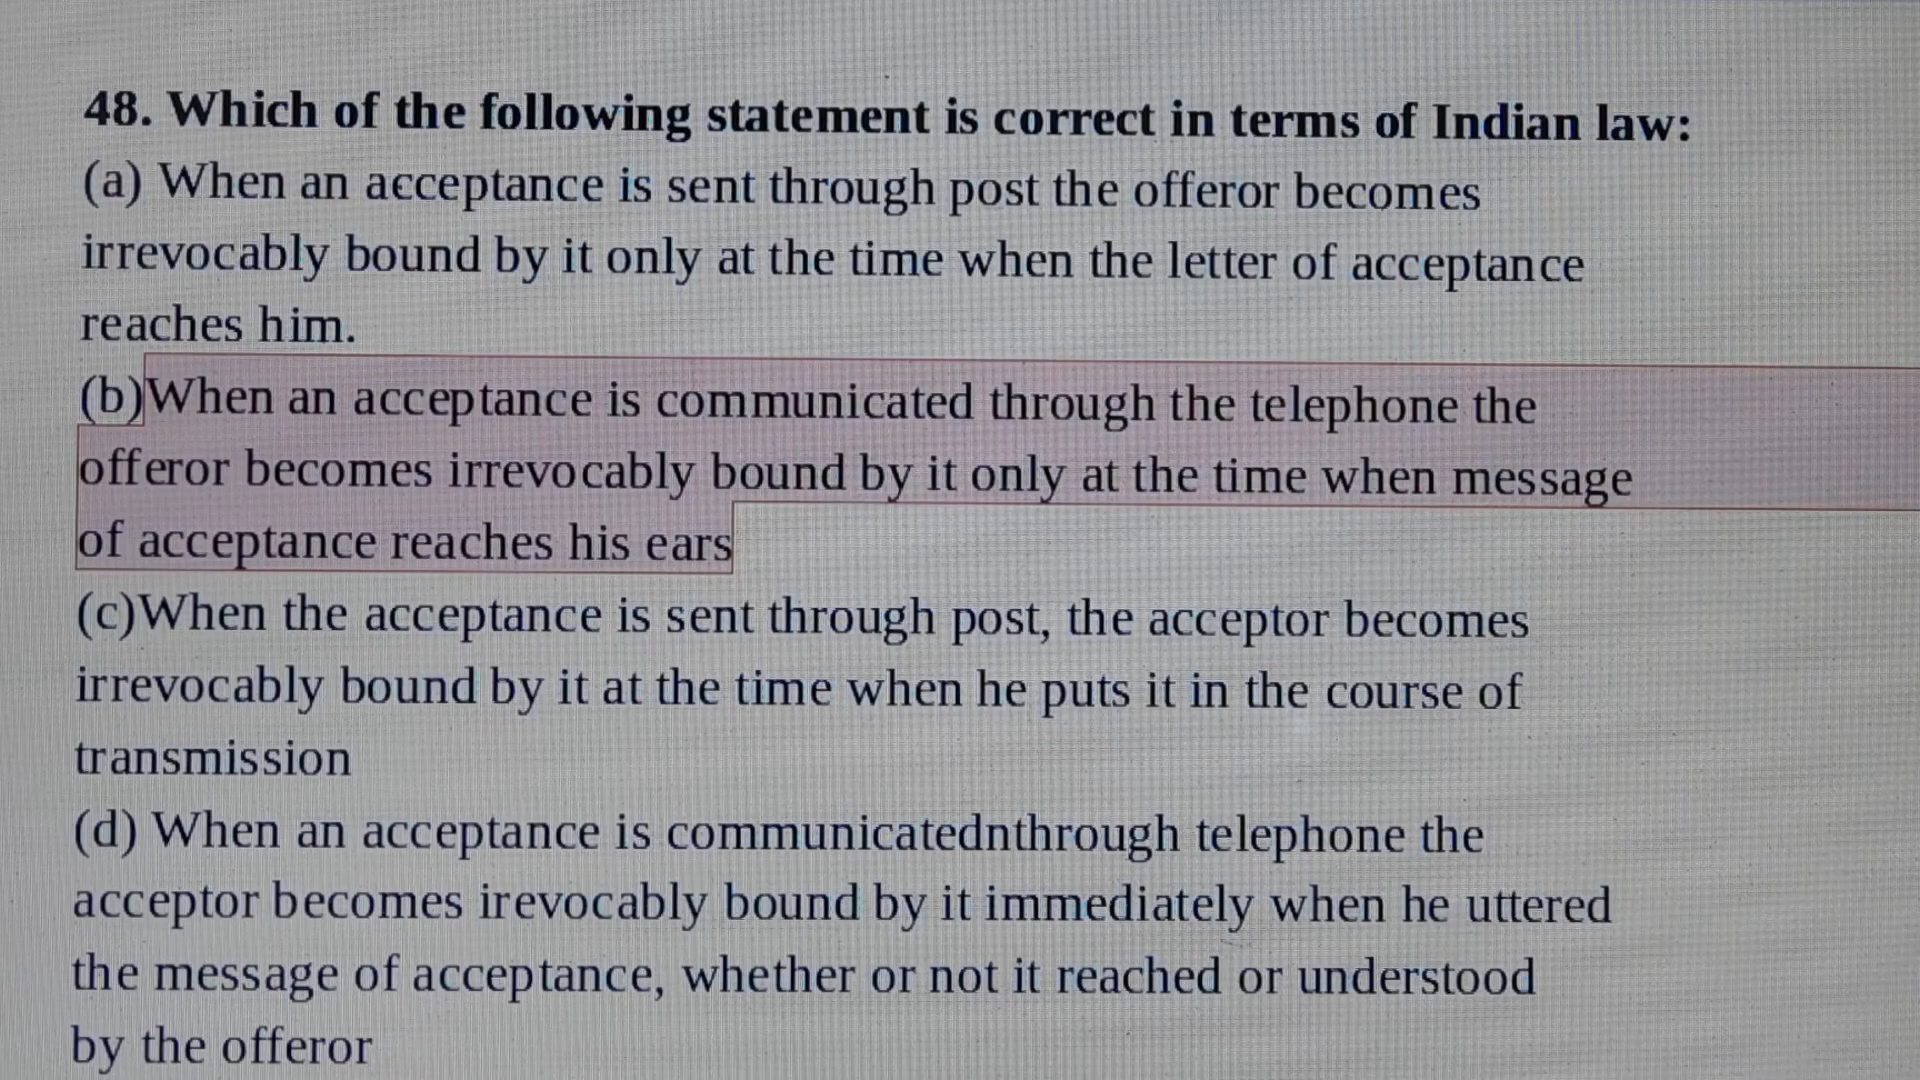 48. Which of the following statement is correct in terms of Indian law:
(a) When an acceptance is sent through post the offeror becomes
irrevocably bound by it only at the time when the letter of acceptance
reaches him.
(b)When an acceptance is communicated through the telephone the
offeror becomes irrevocably bound by it only at the time when message
of acceptance reaches his ears
(c)When the acceptance is sent through post, the acceptor becomes
irrevocably bound by it at the time when he puts it in the course of
transmission
(d) When an acceptance is communicatednthrough telephone the
acceptor becomes irevocably bound by it immediately when he uttered
the message of acceptance, whether or not it reached or understood
by the offeror